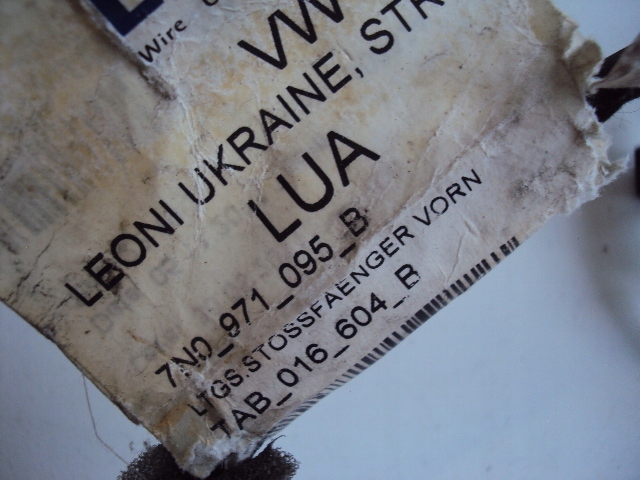 Wire
VW
LEONI UKRAINE, STR
LUA
7N0_971_095_B
LTGS.STOSSFAENGER VORN
TAB_016_604_B